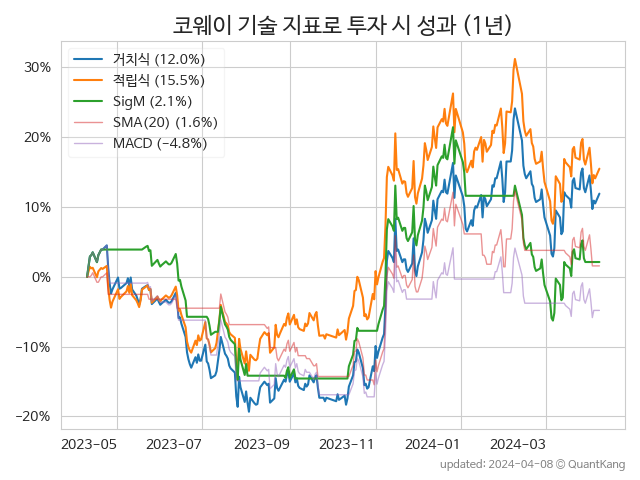 코웨이 기술 지표로 투자 시 성과 (1년)
거치식 (12.0%)
적립식 (15.5%)
SigM (2.1%)
SMA(20) (1.6%)
MACD (−4.8%)
30%
20%
10%
0%
−10%
−20%
2023-05 2023-07 2023-09 2023-11 2024-01 2024-03
updated: 2024-04-08 ⓒ QuantKang